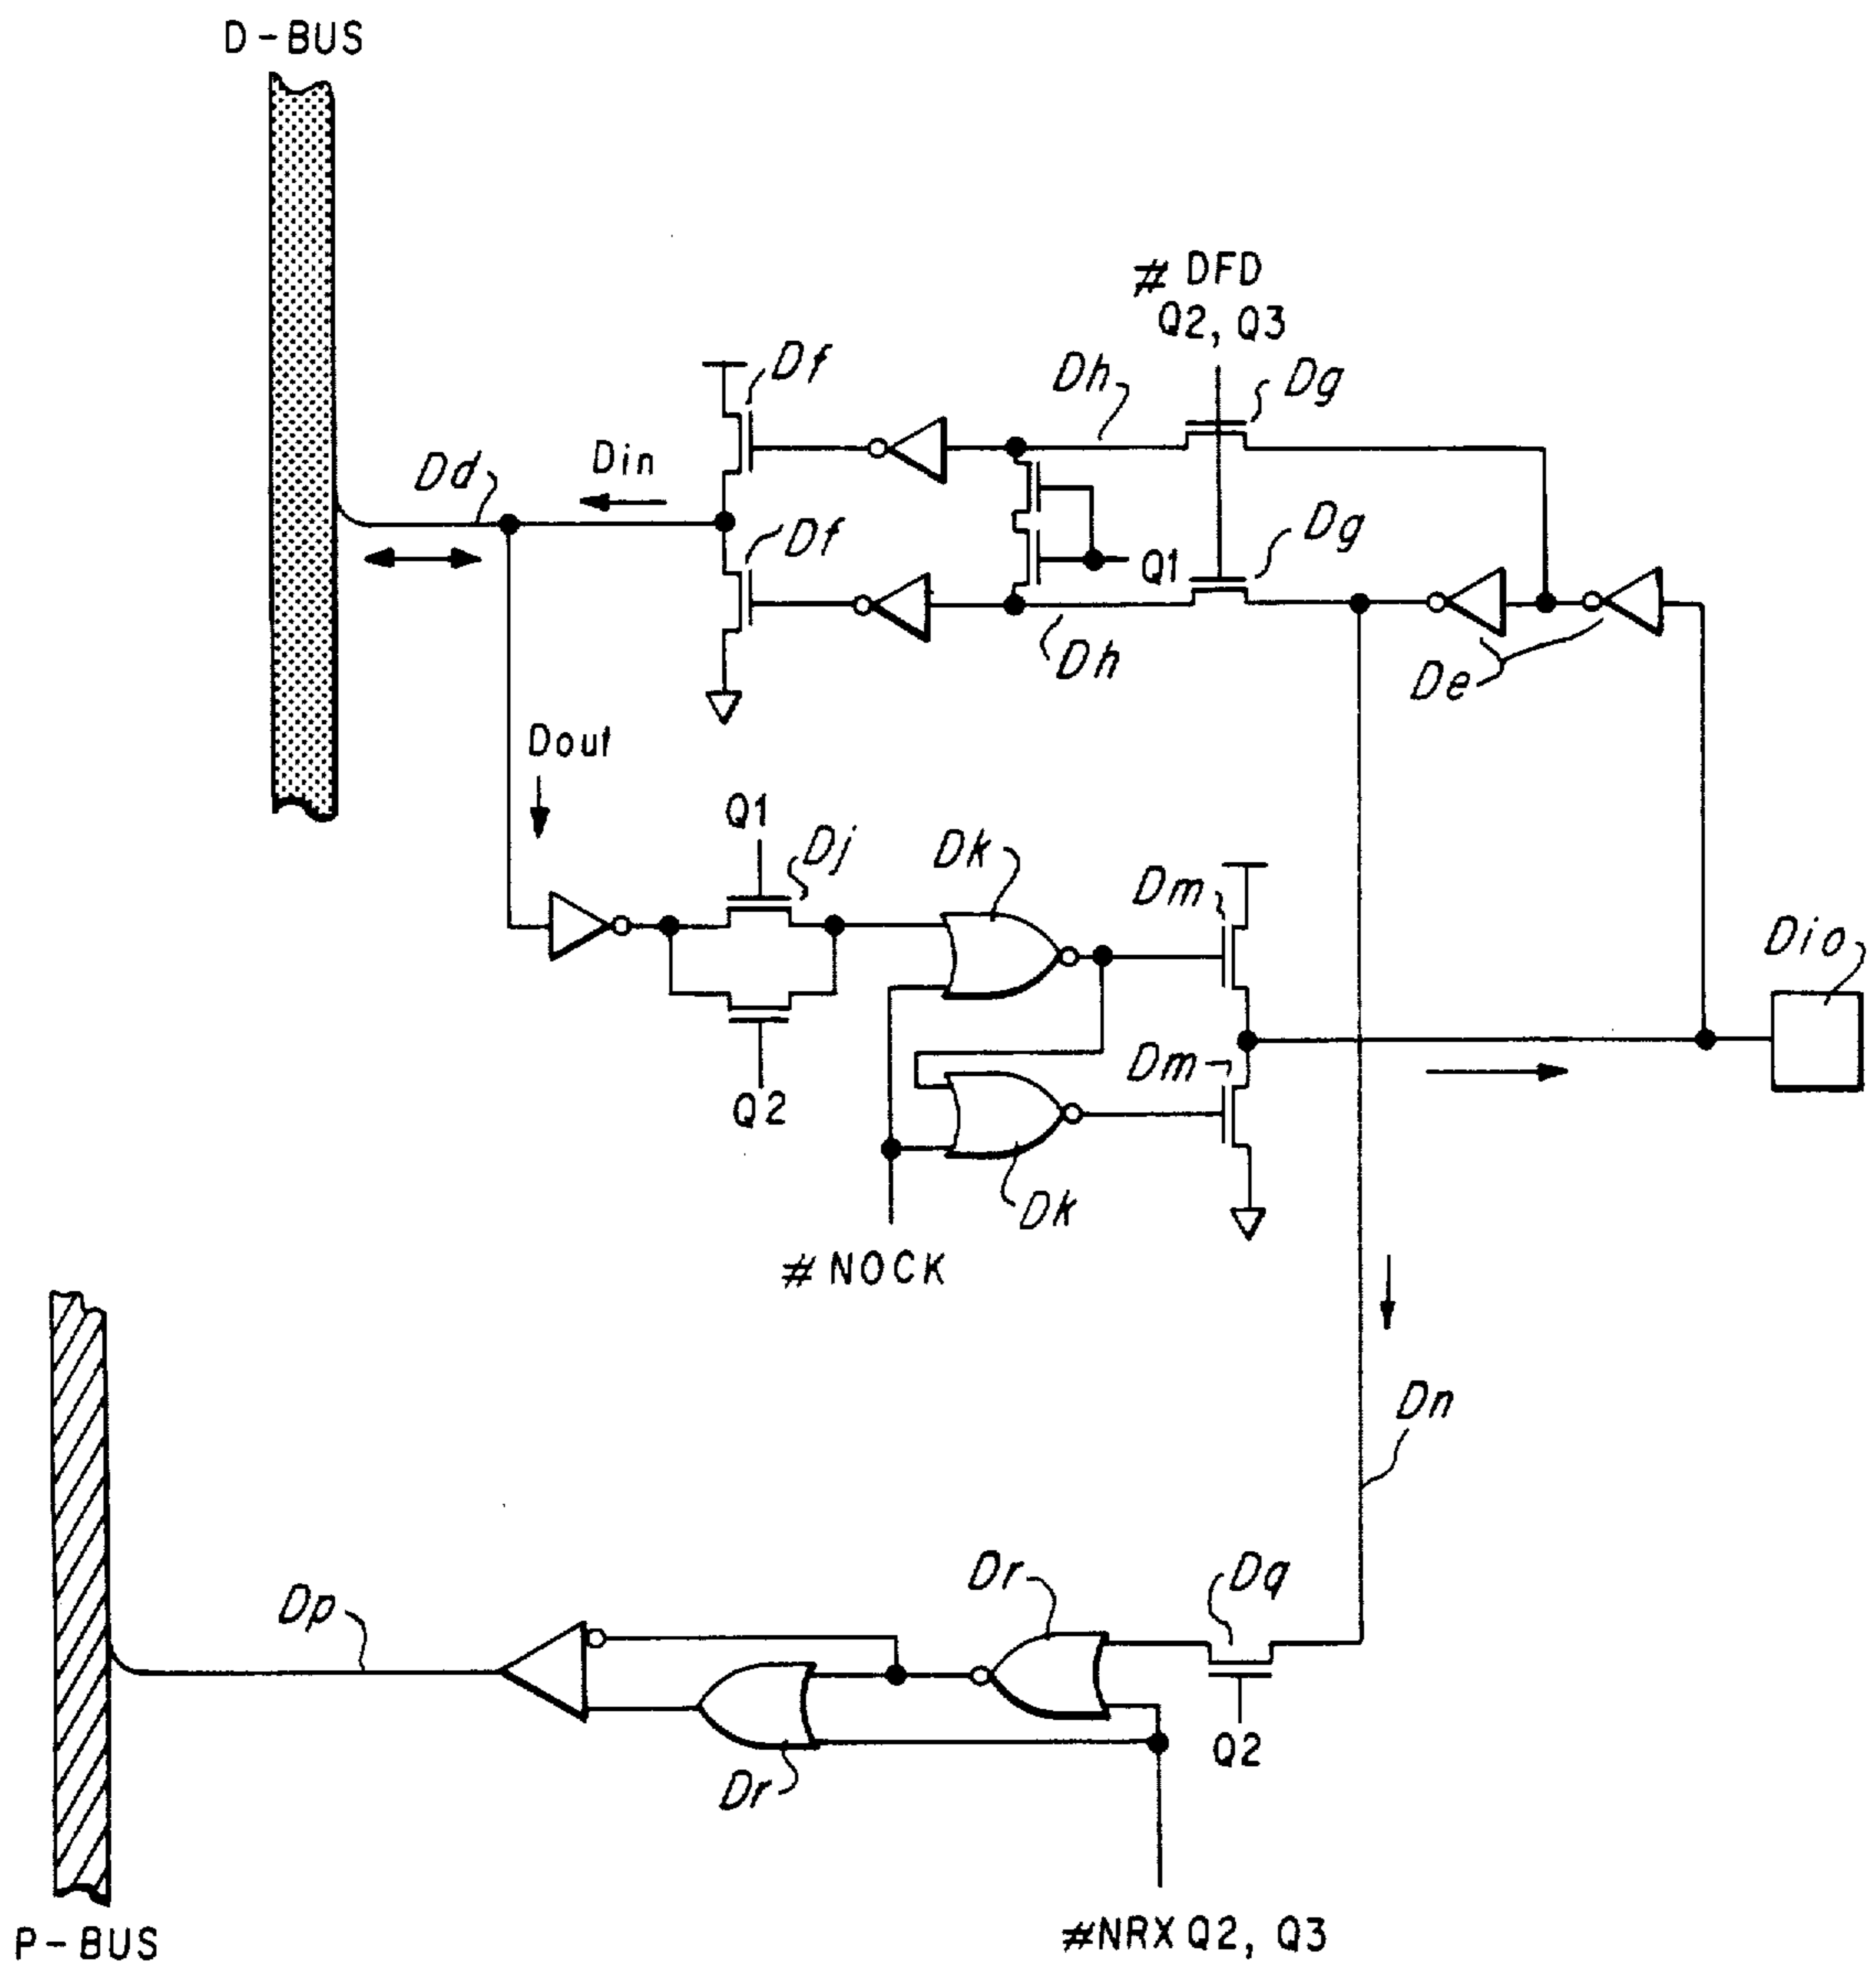 D-BUS
# DFD
Q2, Q3
Df
Dh
Dg
Din
Dd
Df
Dg
Q1
Dh
De
Dout
Q1
Dj
Dk
Dm
Dio
Dm
Q2
Dk
#NOCK
Dn
Dr
Dq
Dp
Q2
Dr
#NRX Q2, Q3
P-BUS